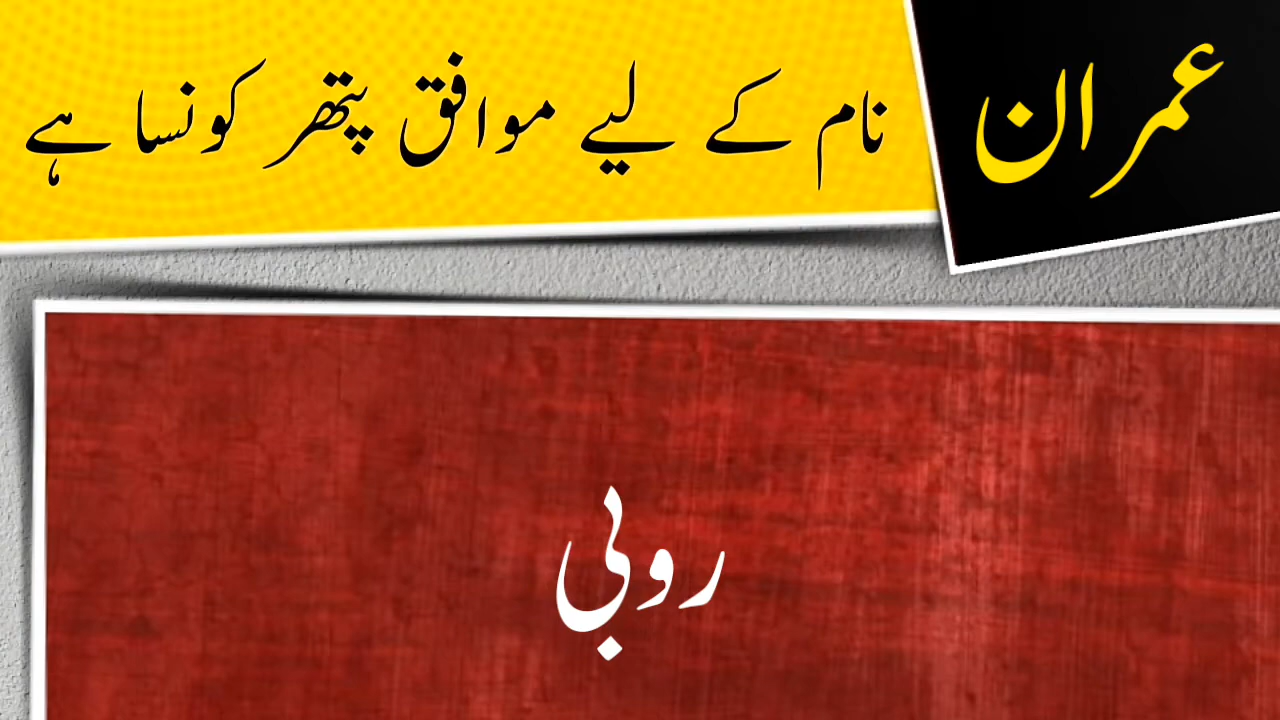 عمران نام کے لیے موافق پتھر کونسا ہے
روبی